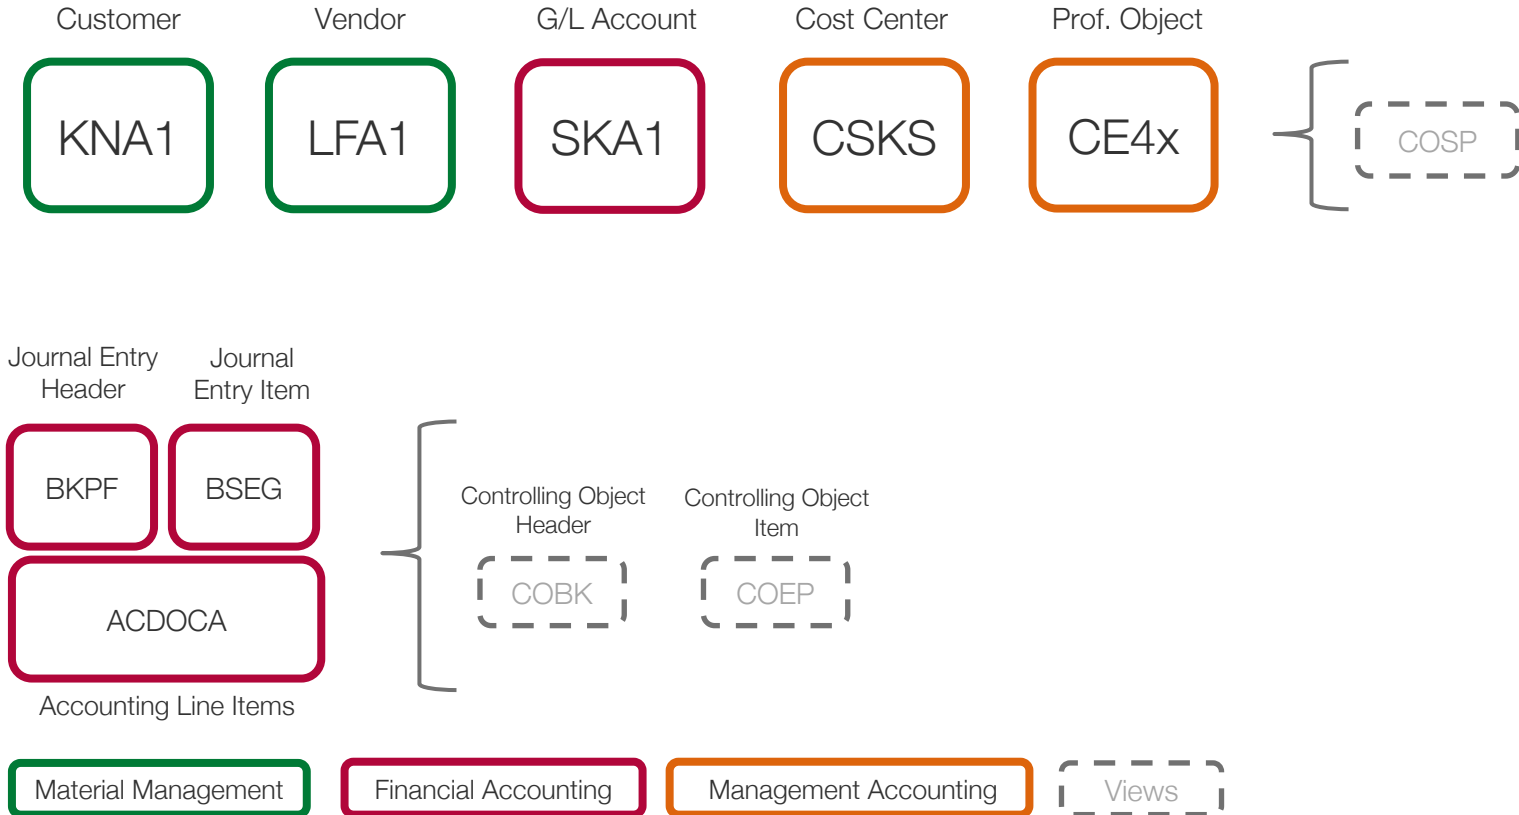 Customer
Vendor
G/L Account
Cost Center
Prof. Object
KNA1
LFA1
SKA1
CSKS
CE4x
COSP
Journal Entry
Header
Journal
Entry Item
BKPF
BSEG
Controlling Object
Header
Controlling Object
Item
COBK
COEP
ACDOCA
Accounting Line Items
Material Management
Financial Accounting
Management Accounting
Views